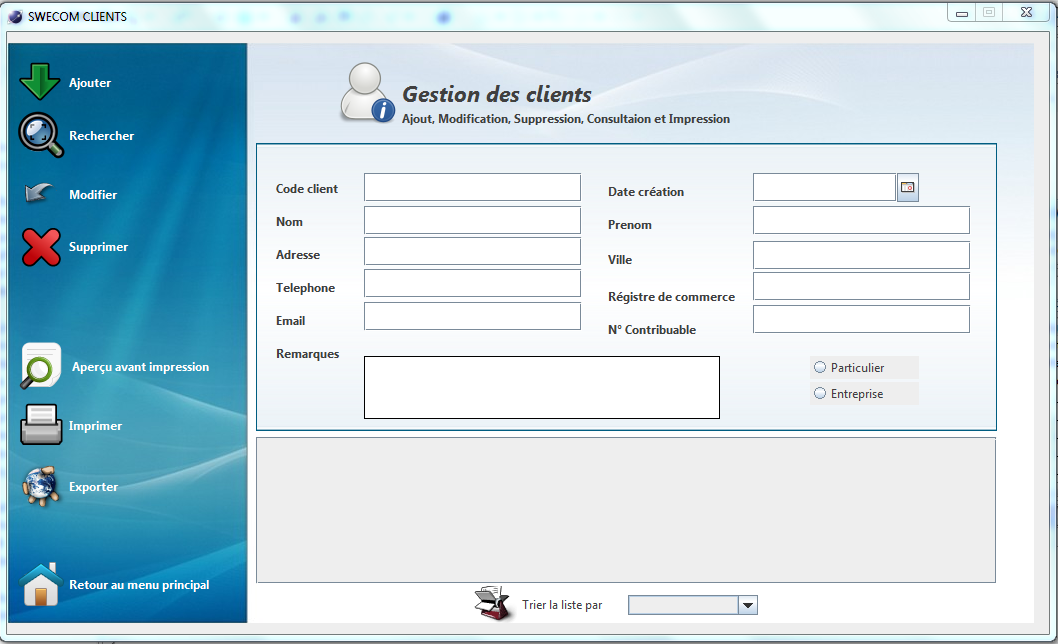 SWECOM CLIENTS
Ajouter
Rechercher
Modifier
Supprimer
Aperçu avant impression
Imprimer
Exporter
Retour au menu principal
Gestion des clients
Ajout, Modification, Suppression, Consultaion et Impression
Code client
Date création
Nom
Prenom
Adresse
Ville
Telephone
Régistre de commerce
Email
N° Contribuable
Remarques
Particulier
Entreprise
Trier la liste par